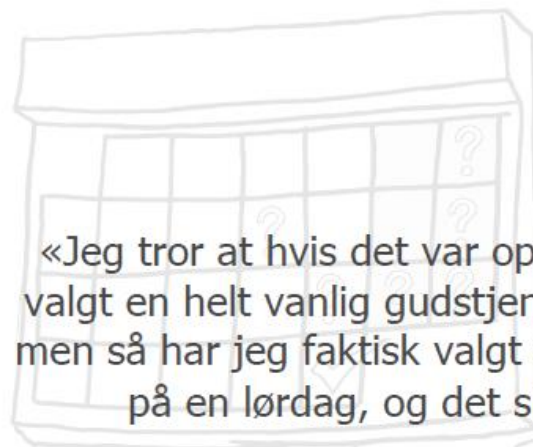 «Jeg tror at hvis det var op
valgt en helt vanlig gudstjen
men så har jeg faktisk valgt
på en lørdag, og det s